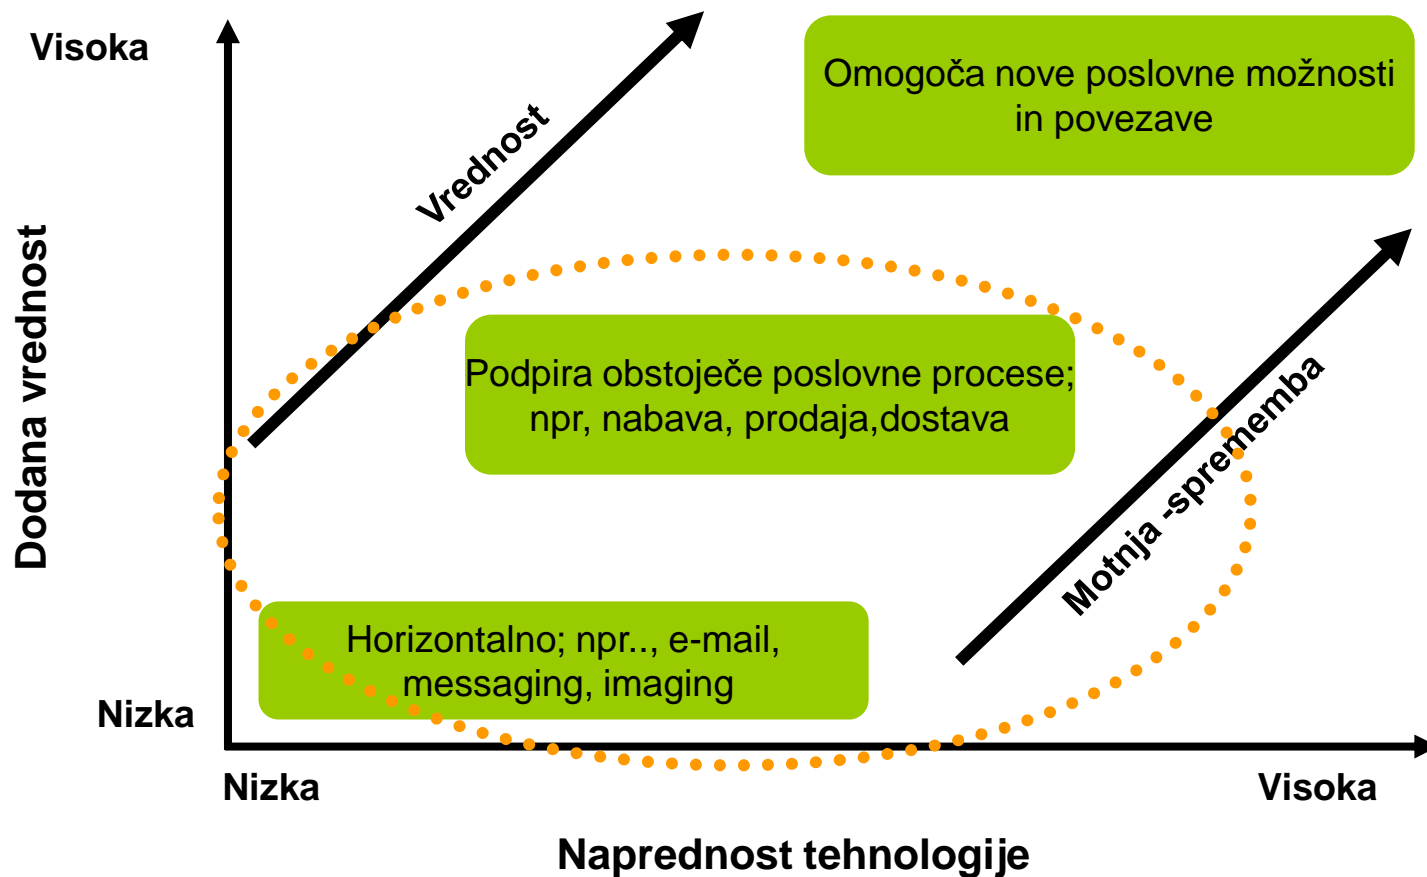 Visoka
Omogoča nove poslovne možnosti
in povezave
Vrednost
Dodana vrednost
Podpira obstoječe poslovne procese;
npr, nabava, prodaja,dostava
Motnja -sprememba
Horizontalno; npr.., e-mail,
messaging, imaging
Nizka
Nizka
Visoka
Naprednost tehnologije